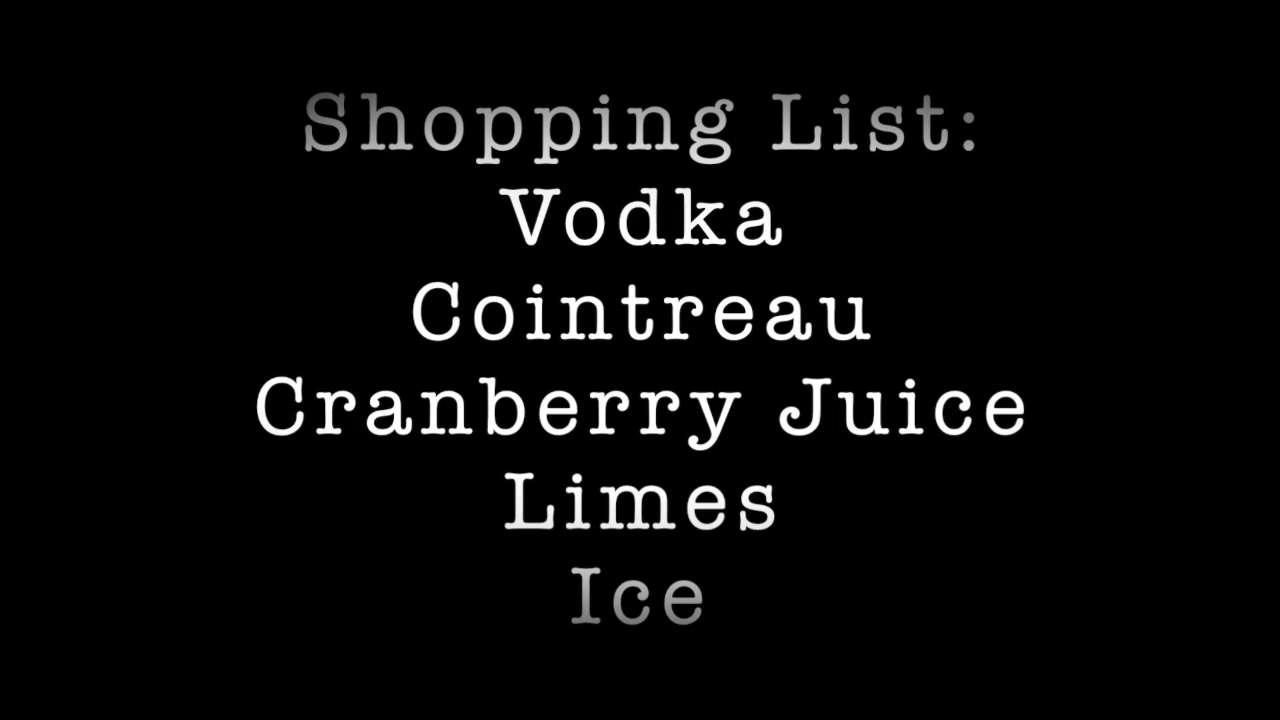 Shopping List:
Vodka
Cointreau
Cranberry Juice
Limes
Ice